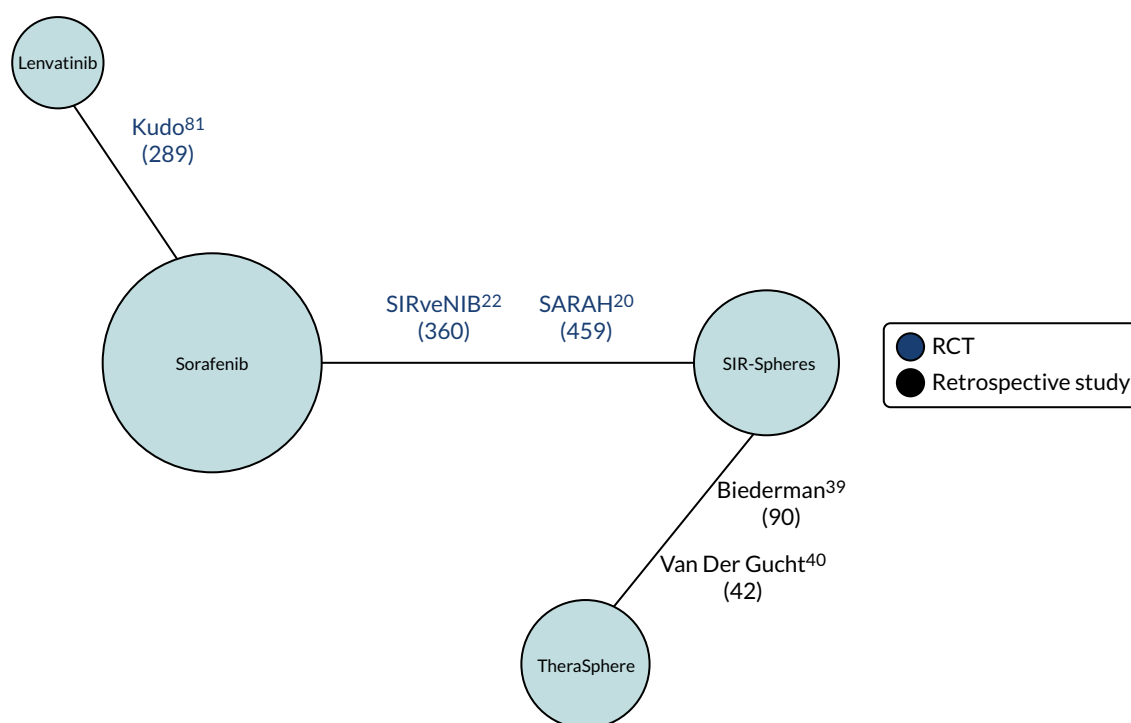 Lenvatinib
Kudo81
(289)
SIRveNIB22
(360)
SARAH20
(459)
Sorafenib
SIR-Spheres
RCT
Retrospective study
Biederman39
(90)
Van Der Gucht40
(42)
TheraSphere